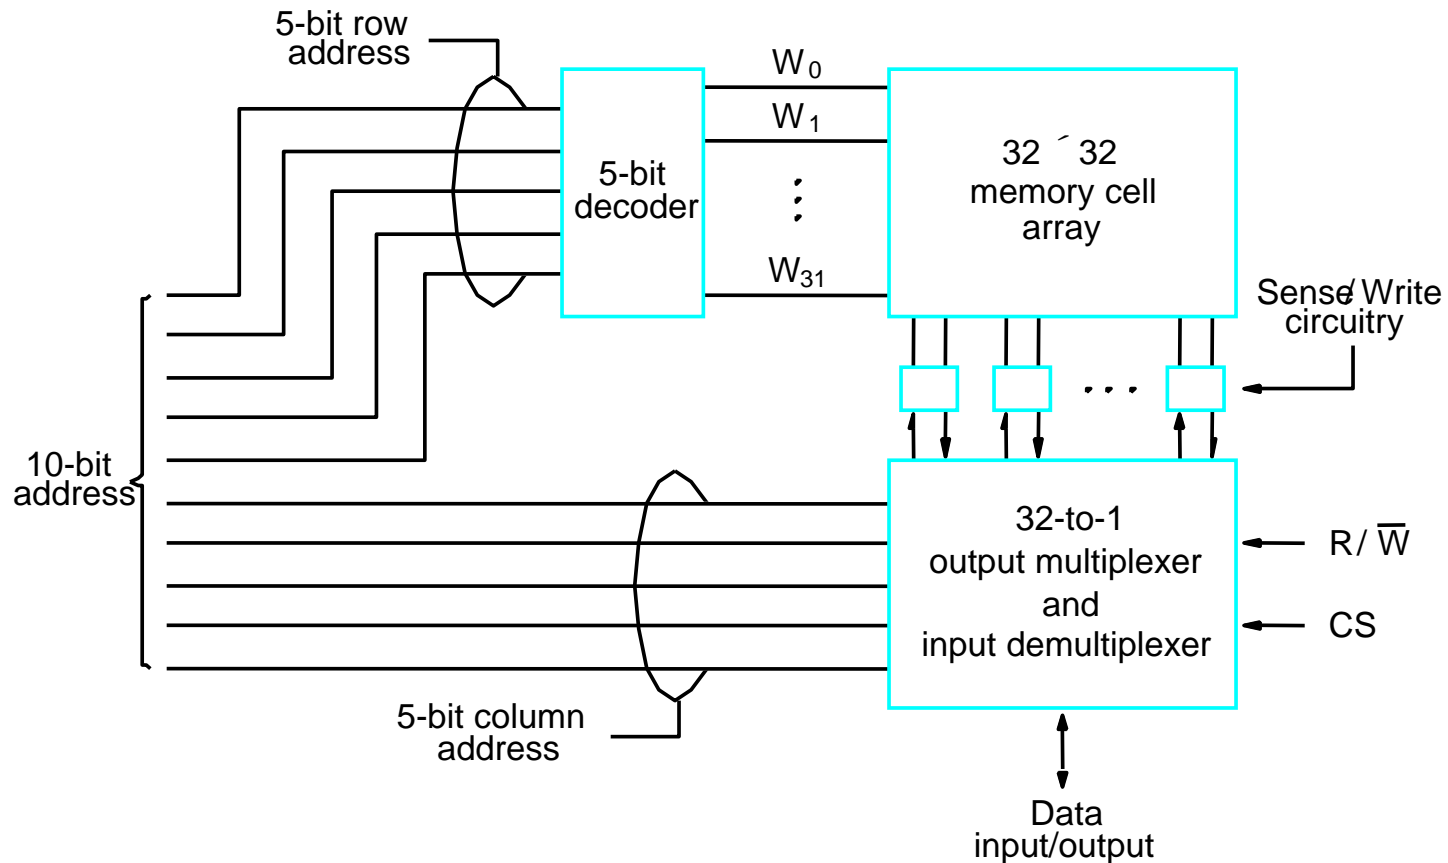 5-bit row
address
W0
W1
5-bit
decoder
32 ´ 32
memory cell
array
W31
Sense/Write
circuitry
10-bit
address
32-to-1
output multiplexer
and
input demultiplexer
R/ W̅
CS
5-bit column
address
Data
input/output